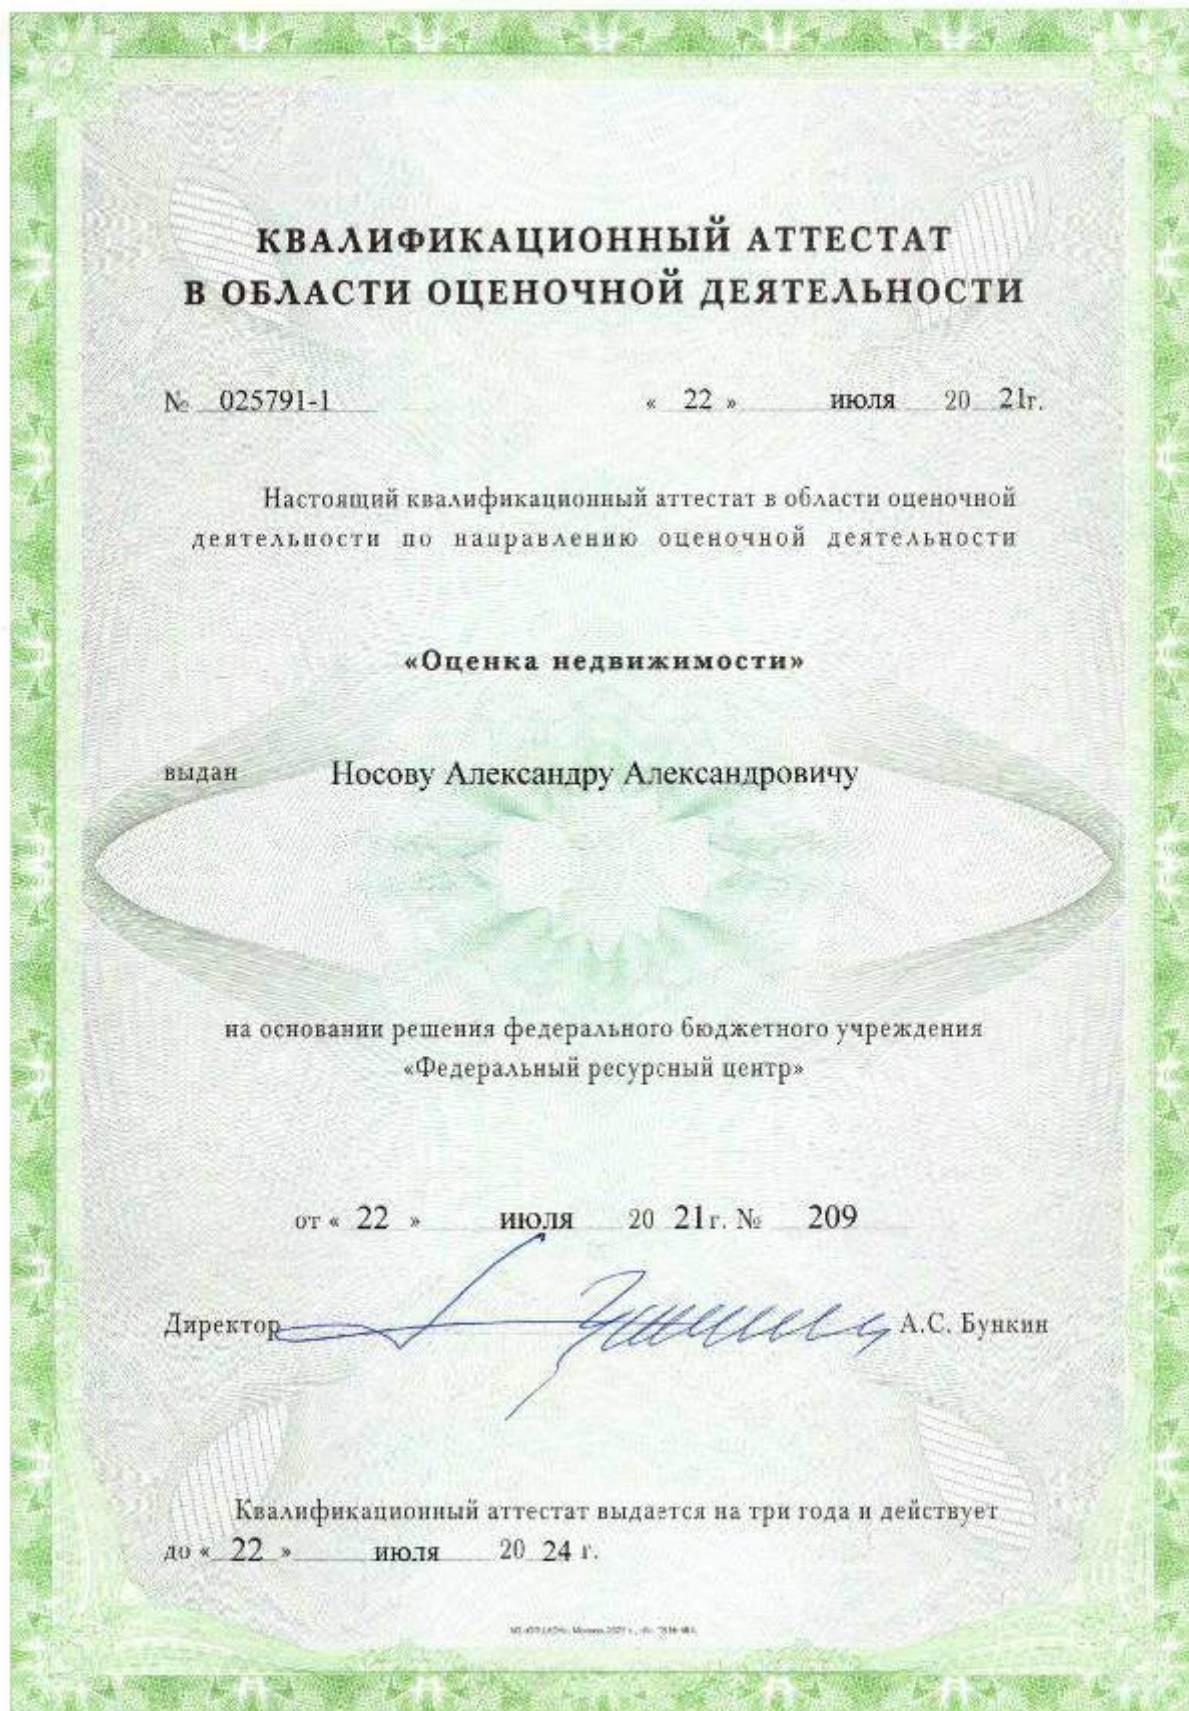 КВАЛИФИКАЦИОННЫЙ АТТЕСТАТ
В ОБЛАСТИ ОЦЕНОЧНОЙ ДЕЯТЕЛЬНОСТИ
№ 025791-1 « 22 » июля 20 21г.
Настоящий квалификационный аттестат в области оценочной
деятельности по направлению оценочной деятельности
«Оценка недвижимости»
выдан Носову Александру Александровичу
на основании решения федерального бюджетного учреждения
«Федеральный ресурсный центр»
от « 22 » июля 20 21г. № 209
Директор А.С. Бункин
Квалификационный аттестат выдается на три года и действует
до « 22 » июля 20 24 г.